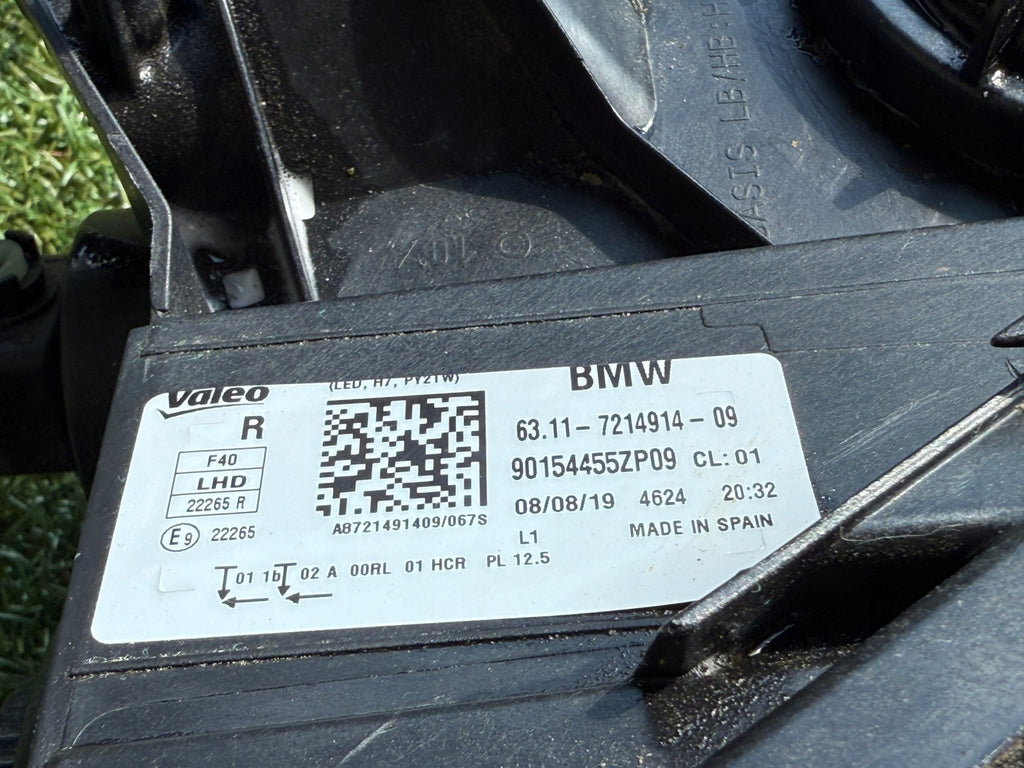 Valeo
(LED, H7, PY21W)
BMW
R
F40
LHD
22265 R
E9 22265
A8721491409/067S
63.11-7214914-09
90154455ZP09 CL: 01
08/08/19 4624 20:32
L1 MADE IN SPAIN
01 1b 02 A 00RL 01 HCR PL 12.5
BASIS LB/HB:H